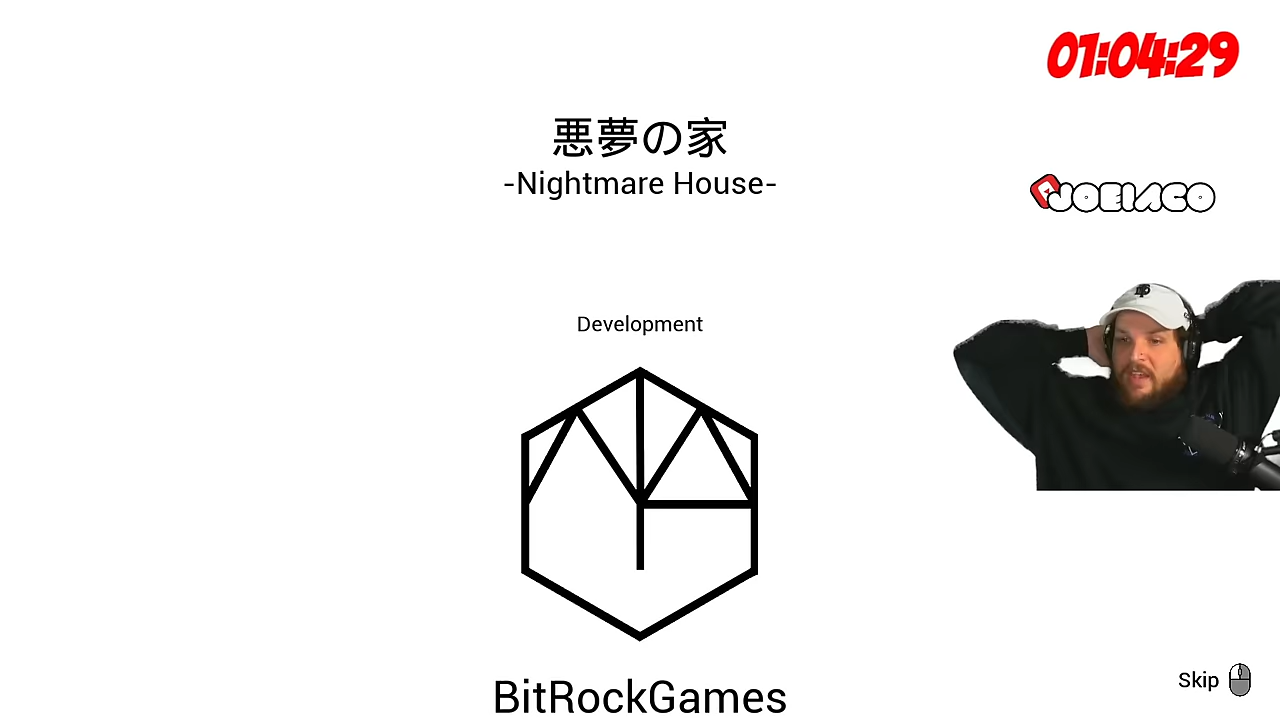 01:04:29
悪夢の家
-Nightmare House-
JOEIACO
Development
BitRockGames
Skip